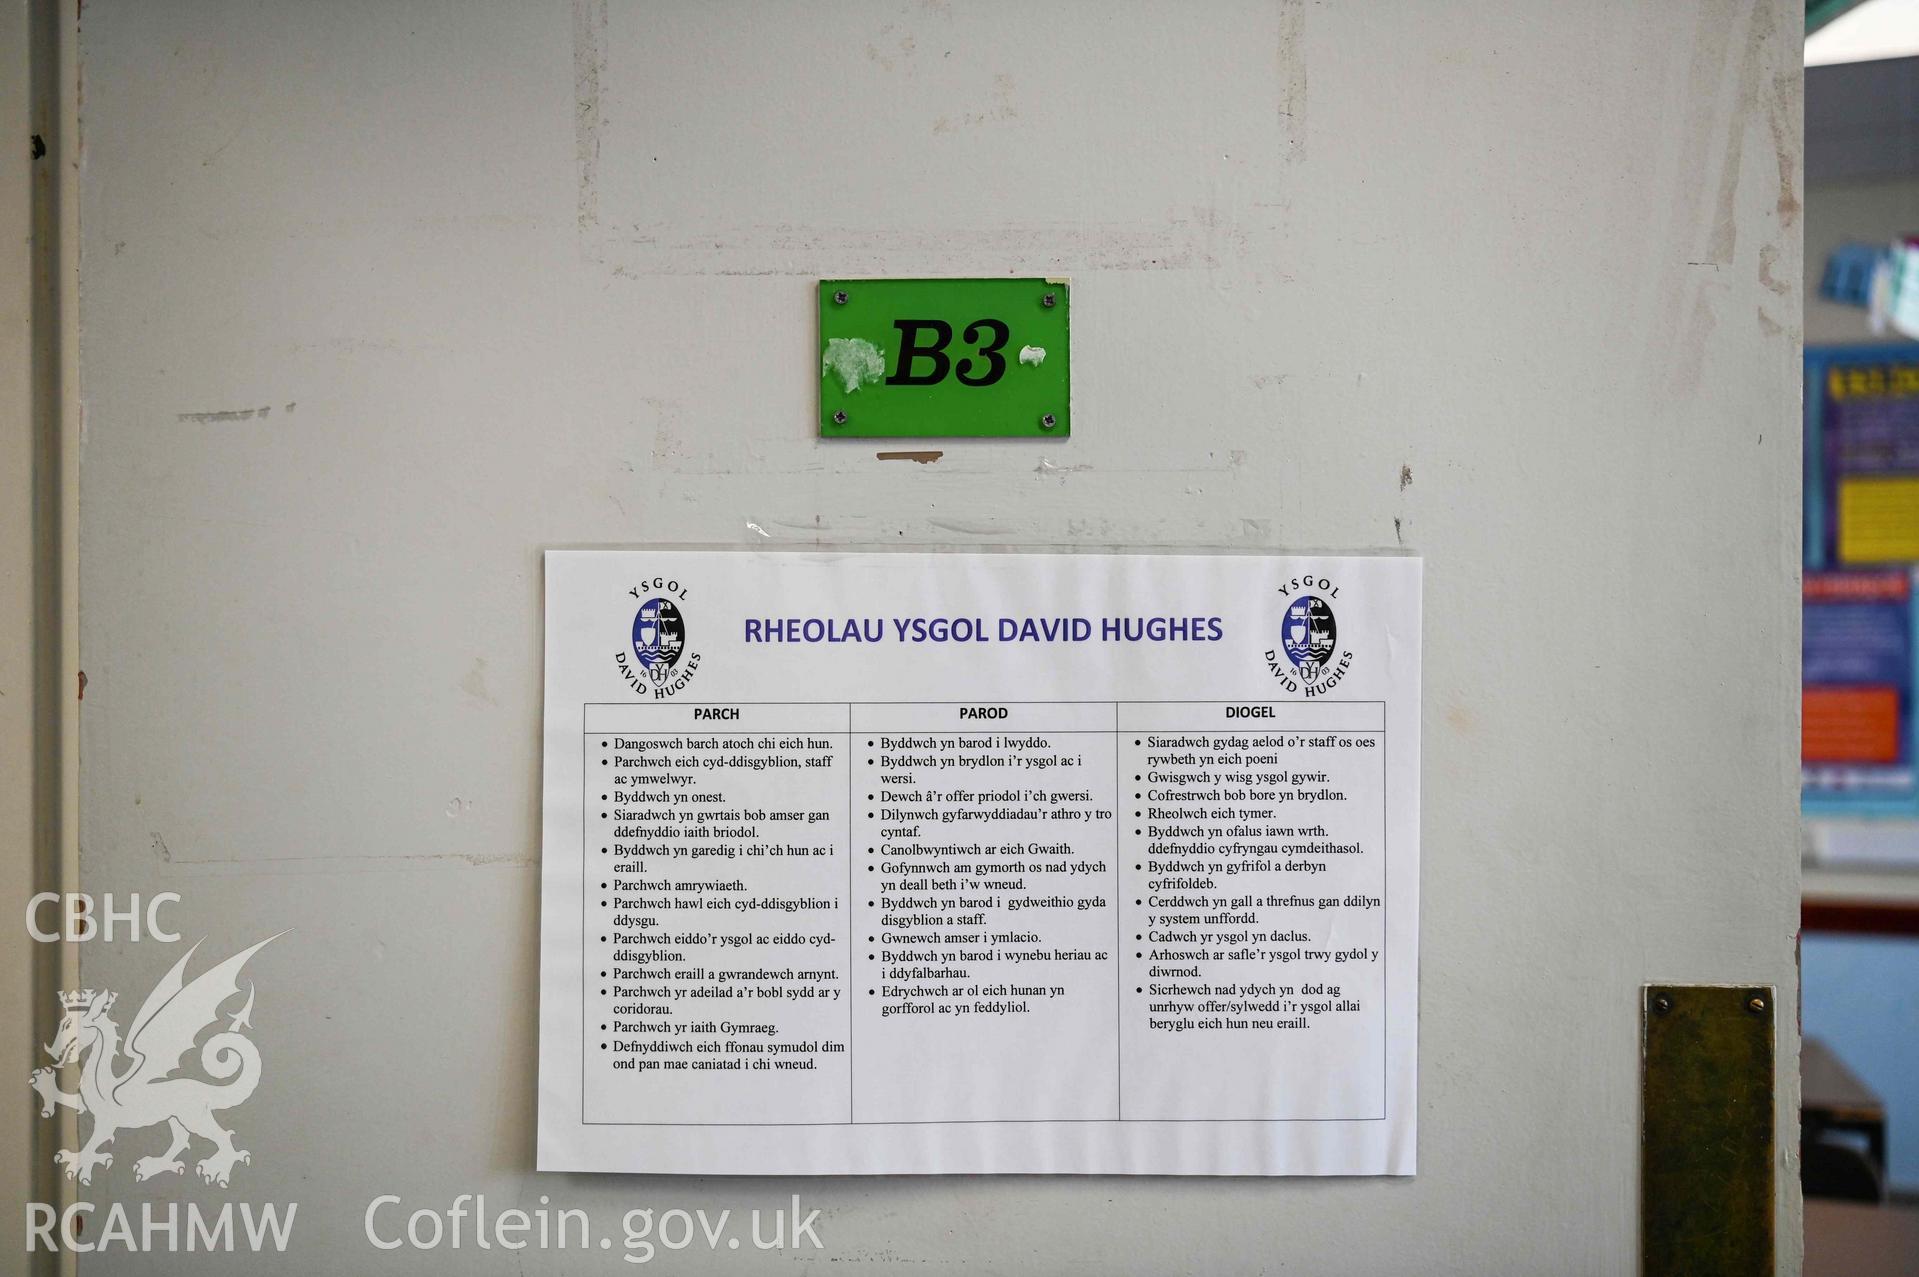 B3
YSGOL
DAVID HUGHES
16 03
YDH
RHEOLAU YSGOL DAVID HUGHES
YSGOL
DAVID HUGHES
16 03
YDH
PARCH
• Dangoswch barch atoch chi eich hun.
• Parchwch eich cyd-ddisgyblion, staff
ac ymwelwyr.
• Byddwch yn onest.
• Siaradwch yn gwrtais bob amser gan
ddefnyddio iaith briodol.
• Byddwch yn garedig i chi'ch hun ac i
eraill.
• Parchwch amrywiaeth.
• Parchwch hawl eich cyd-ddisgyblion i
ddysgu.
• Parchwch eiddo'r ysgol ac eiddo cyd-
ddisgyblion.
• Parchwch eraill a gwrandewch arnynt.
• Parchwch yr adeilad a'r bobl sydd ar y
coridorau.
• Parchwch yr iaith Gymraeg.
• Defnyddiwch eich ffonau symudol dim
ond pan mae caniatad i chi wneud.
PAROD
• Byddwch yn barod i lwyddo.
• Byddwch yn brydlon i'r ysgol ac i
wersi.
• Dewch â'r offer priodol i'ch gwersi.
• Dilynwch gyfarwyddiadau'r athro y tro
cyntaf.
• Canolbwyntiwch ar eich Gwaith.
• Gofynnwch am gymorth os nad ydych
yn deall beth i'w wneud.
• Byddwch yn barod i gydweithio gyda
disgyblion a staff.
• Gwnewch amser i ymlacio.
• Byddwch yn barod i wynebu heriau ac
i ddyfalbarhau.
• Edrychwch ar ol eich hunan yn
gorfforol ac yn feddyliol.
DIOGEL
• Siaradwch gydag aelod o'r staff os oes
rywbeth yn eich poeni
• Gwisgwch y wisg ysgol gywir.
• Cofrestrwch bob bore yn brydlon.
• Rheolwch eich tymer.
• Byddwch yn ofalus iawn wrth.
ddefnyddio cyfryngau cymdeithasol.
• Byddwch yn gyfrifol a derbyn
cyfrifoldeb.
• Cerddwch yn gall a threfnus gan ddilyn
y system unffordd.
• Cadwch yr ysgol yn daclus.
• Arhoswch ar safle'r ysgol trwy gydol y
diwrnod.
• Sicrhewch nad ydych yn dod ag
unrhyw offer/sylwedd i'r ysgol allai
beryglu eich hun neu eraill.
CBHC
RCAHMW
Coflein.gov.uk